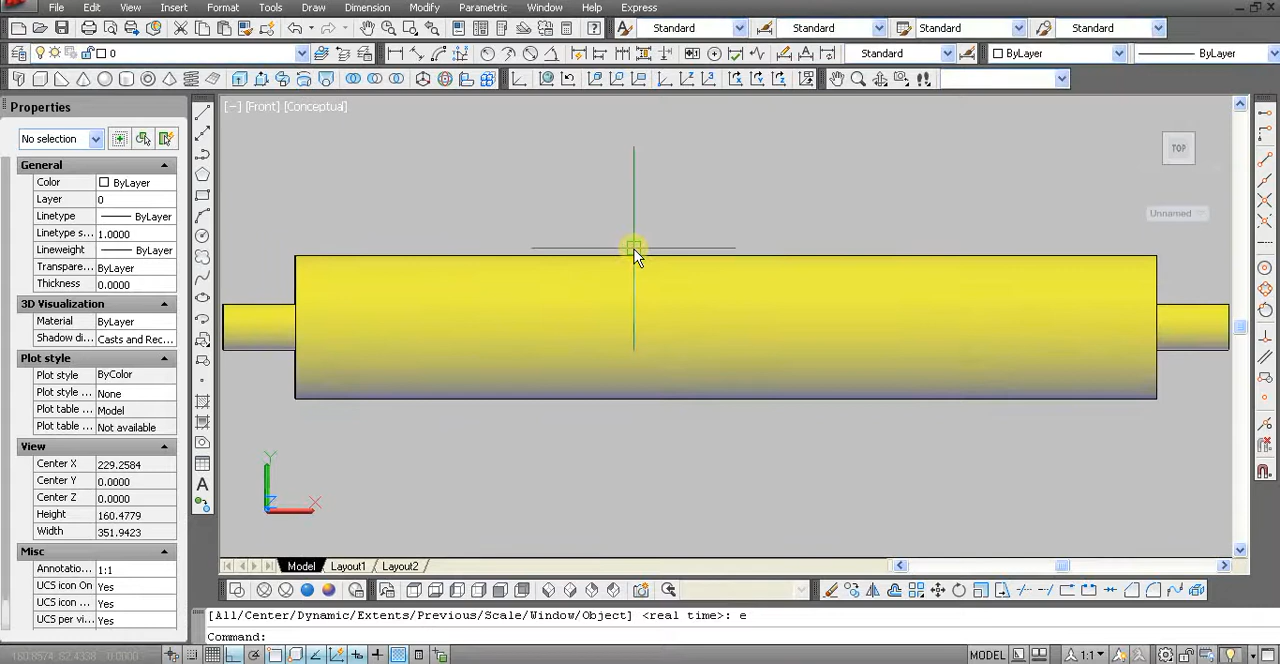 File Edit View Insert Format Tools Draw Dimension Modify Parametric Window Help Express
Standard Standard Standard Standard
0 Standard ByLayer ByLayer
[−] [Front] [Conceptual]
Properties
No selection
General
Color ByLayer
Layer 0
Linetype ByLayer
Linetype s... 1.0000
Lineweight ByLayer
Transpare... ByLayer
Thickness 0.0000
3D Visualization
Material ByLayer
Shadow di... Casts and Rec...
Plot style
Plot style ByColor
Plot style ... None
Plot table ... Model
Plot table ... Not available
View
Center X 229.2584
Center Y 0.0000
Center Z 0.0000
Height 160.4779
Width 351.9423
Misc
Annotatio... 1:1
UCS icon On Yes
UCS icon ... Yes
UCS per vi... Yes
TOP
Unnamed
Y
Z X
Model Layout1 Layout2
[All/Center/Dynamic/Extents/Previous/Scale/Window/Object] <real time>: e
Command:
MODEL 1:1